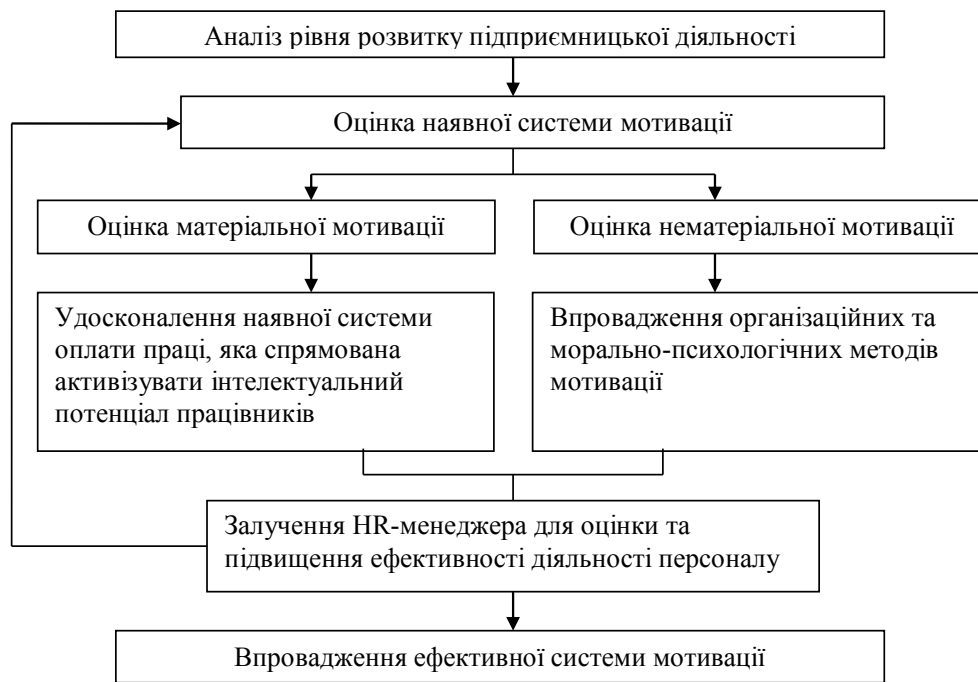 Аналіз рівня розвитку підприємницької діяльності
Оцінка наявної системи мотивації
Оцінка матеріальної мотивації
Оцінка нематеріальної мотивації
Удосконалення наявної системи
оплати праці, яка спрямована
активізувати інтелектуальний
потенціал працівників
Впровадження організаційних та
морально-психологічних методів
мотивації
Залучення HR-менеджера для оцінки та
підвищення ефективності діяльності персоналу
Впровадження ефективної системи мотивації